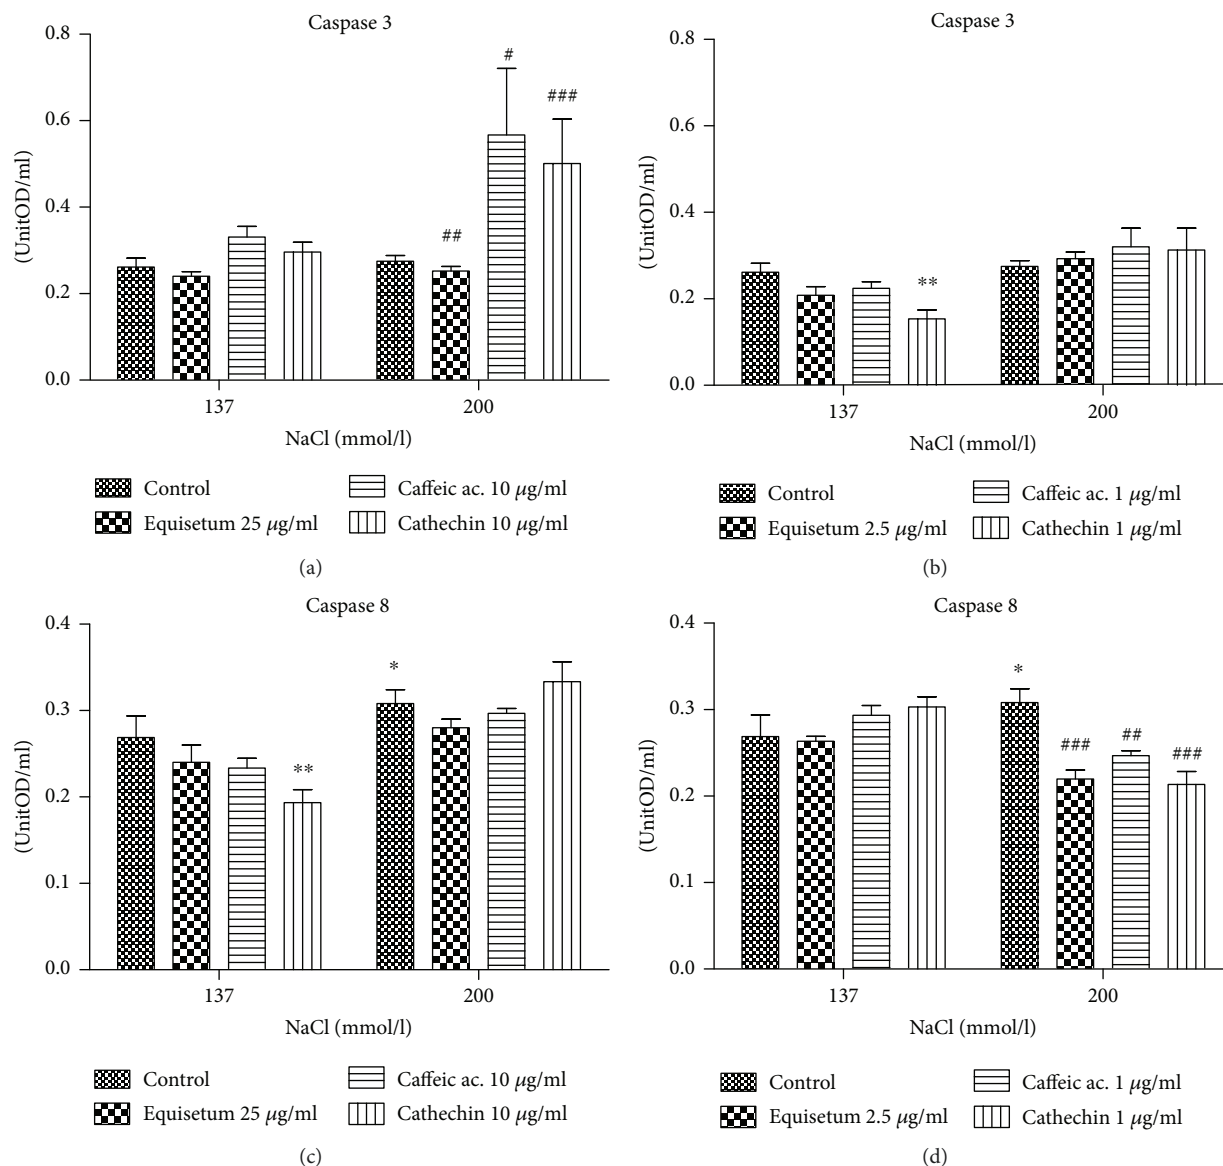 Caspase 3
0.8
0.6
0.4
0.2
0.0
(UnitOD/ml)
#
###
##
137
200
NaCl (mmol/l)
Control
Caffeic ac. 10 µg/ml
Equisetum 25 µg/ml
Cathechin 10 µg/ml
(a)
Caspase 3
0.8
0.6
0.4
0.2
0.0
(UnitOD/ml)
**
137
200
NaCl (mmol/l)
Control
Caffeic ac. 1 µg/ml
Equisetum 2.5 µg/ml
Cathechin 1 µg/ml
(b)
Caspase 8
0.4
0.3
0.2
0.1
0.0
(UnitOD/ml)
*
**
137
200
NaCl (mmol/l)
Control
Caffeic ac. 10 µg/ml
Equisetum 25 µg/ml
Cathechin 10 µg/ml
(c)
Caspase 8
0.4
0.3
0.2
0.1
0.0
(UnitOD/ml)
*
###
##
###
137
200
NaCl (mmol/l)
Control
Caffeic ac. 1 µg/ml
Equisetum 2.5 µg/ml
Cathechin 1 µg/ml
(d)